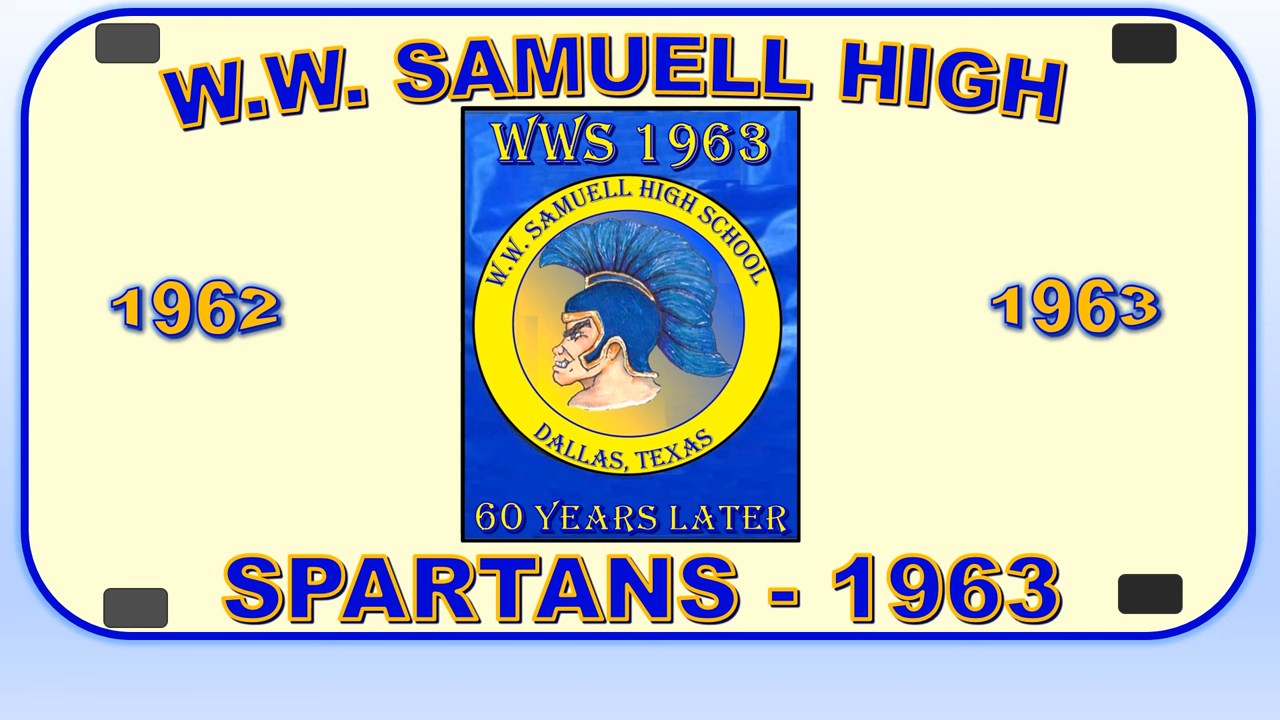 W.W. SAMUELL HIGH
WWS 1963
W.W. SAMUELL HIGH SCHOOL
1962
1963
DALLAS, TEXAS
60 YEARS LATER
SPARTANS - 1963